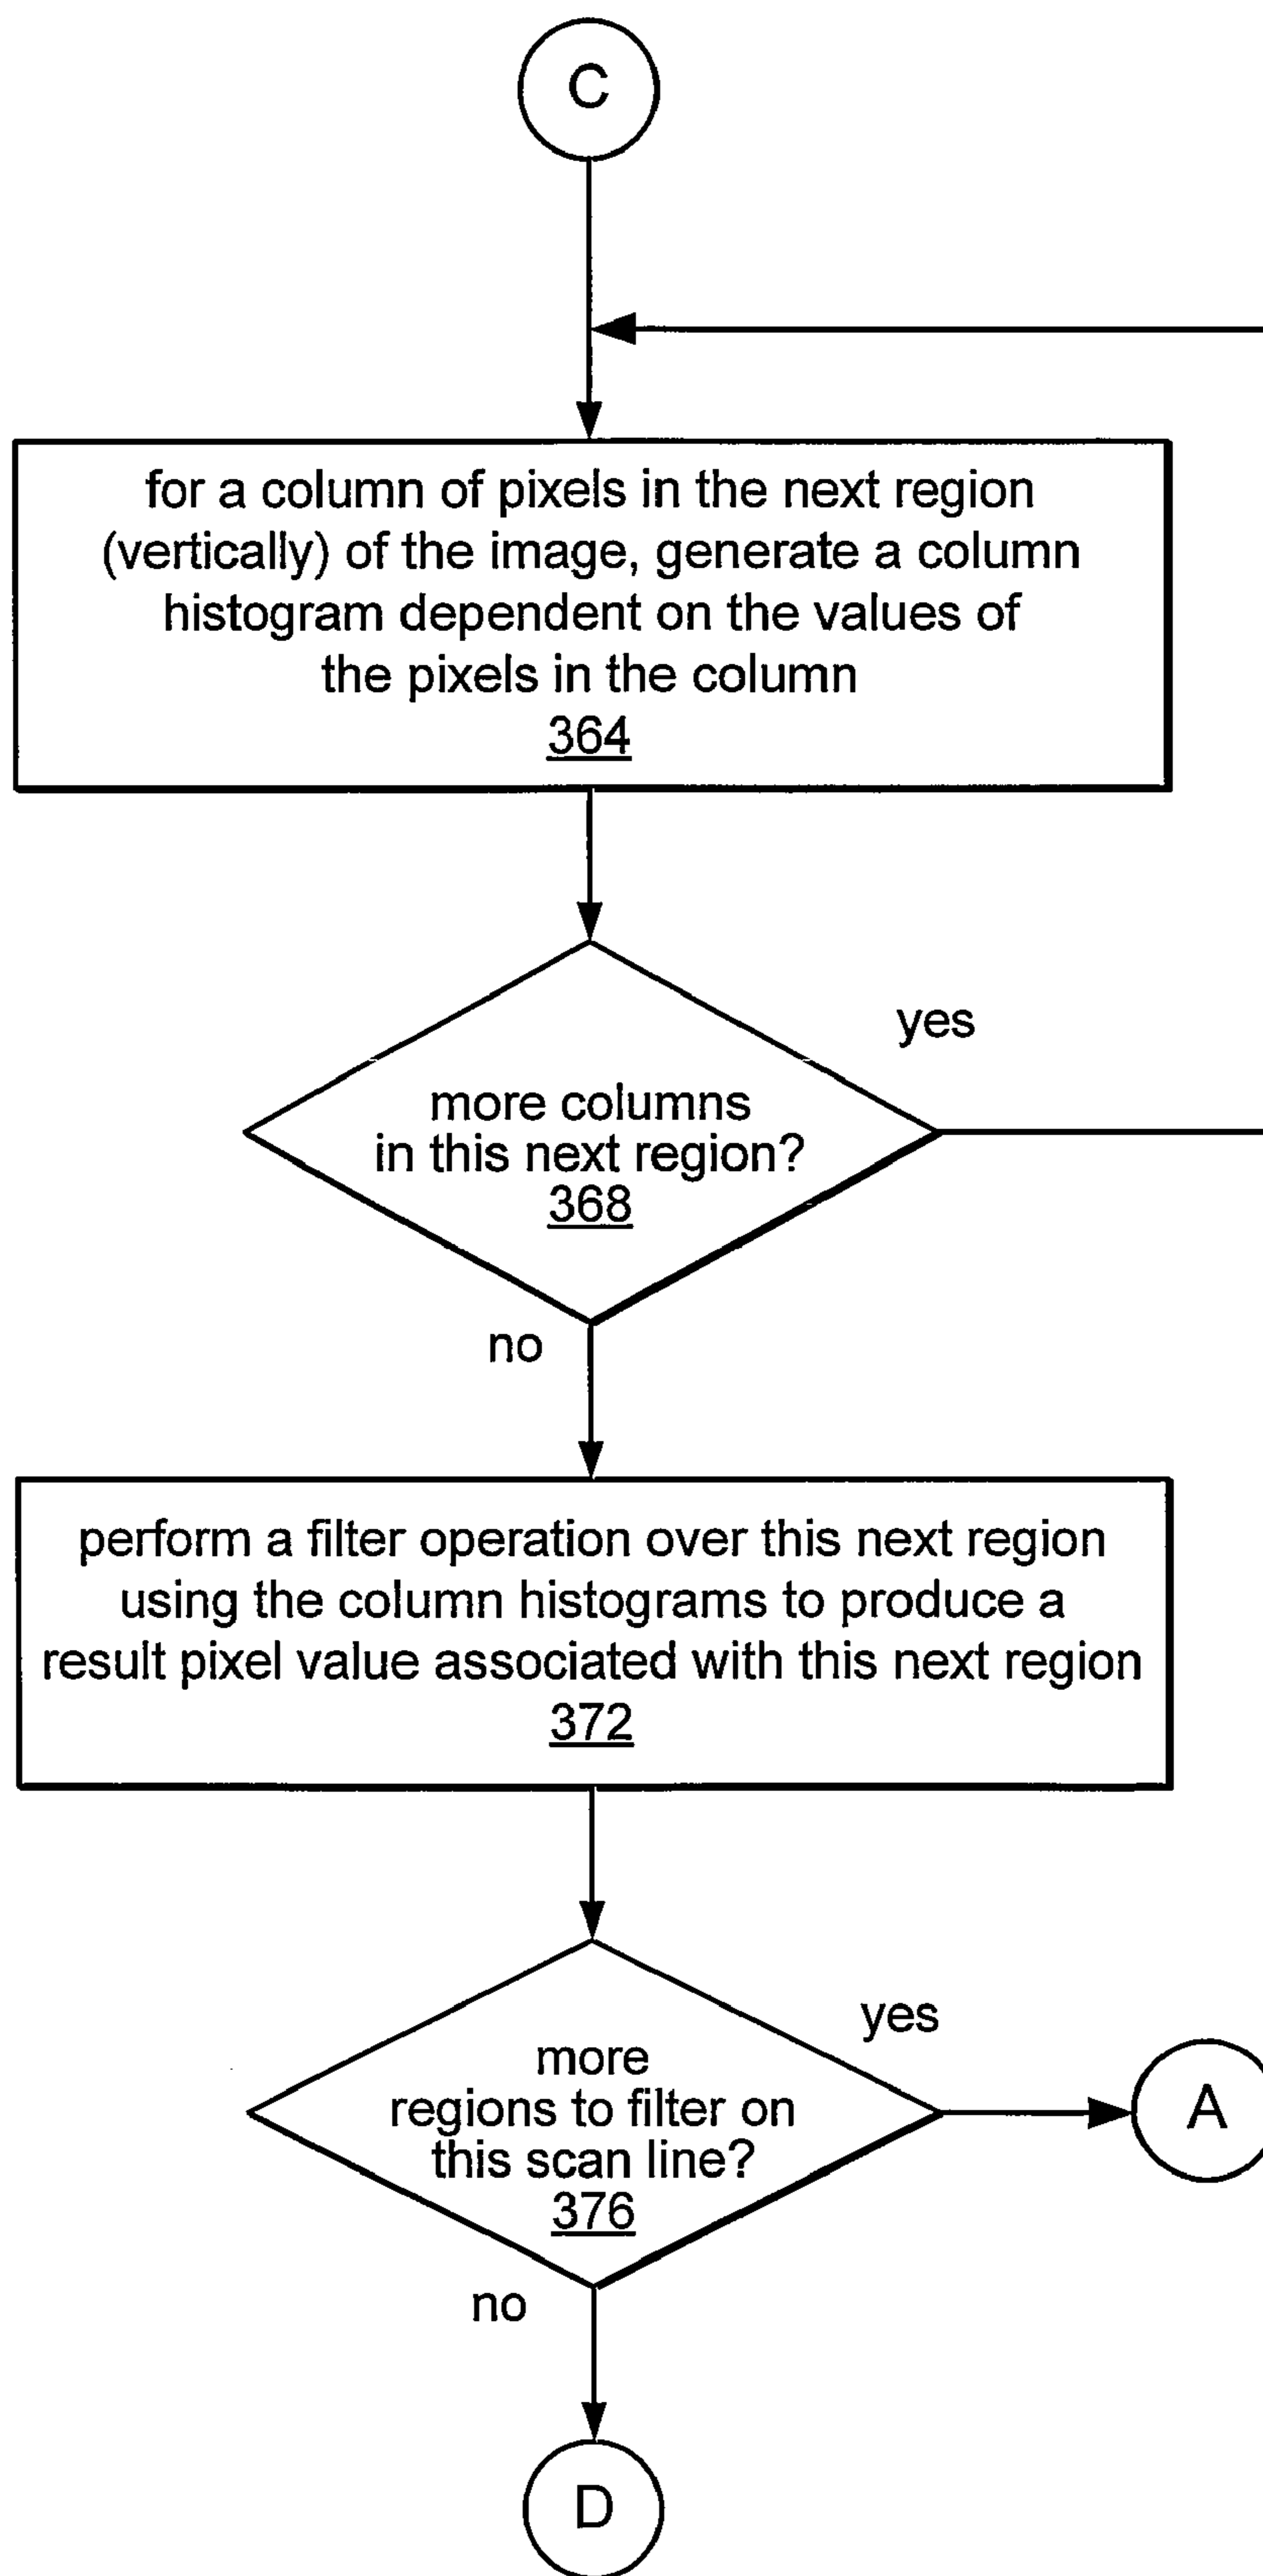 C
for a column of pixels in the next region
(vertically) of the image, generate a column
histogram dependent on the values of
the pixels in the column
364
yes
more columns
in this next region?
368
no
perform a filter operation over this next region
using the column histograms to produce a
result pixel value associated with this next region
372
yes
more
regions to filter on
this scan line?
376
A
no
D